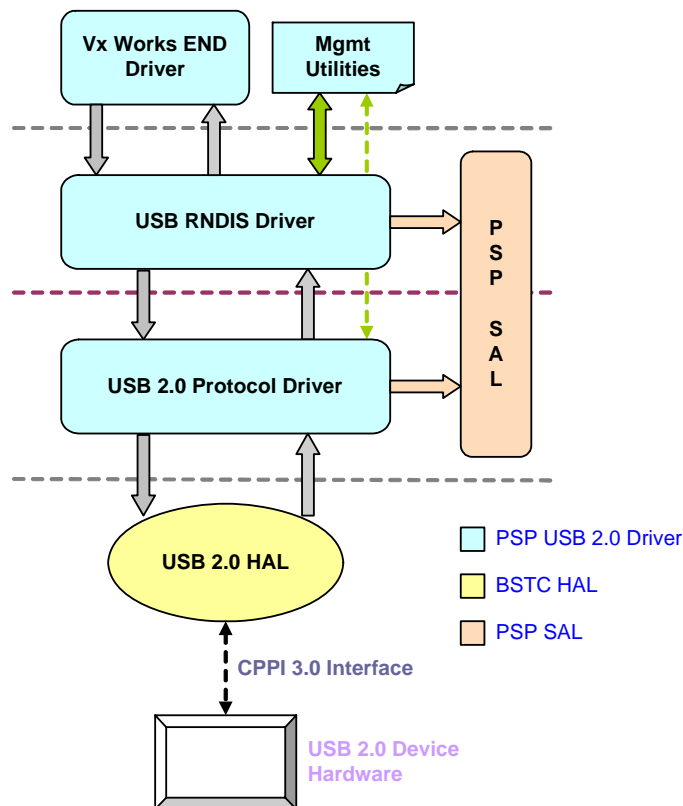 Vx Works END
Driver
Mgmt
Utilities
USB RNDIS Driver
P
S
P
S
A
L
USB 2.0 Protocol Driver
USB 2.0 HAL
PSP USB 2.0 Driver
BSTC HAL
PSP SAL
CPPI 3.0 Interface
USB 2.0 Device
Hardware